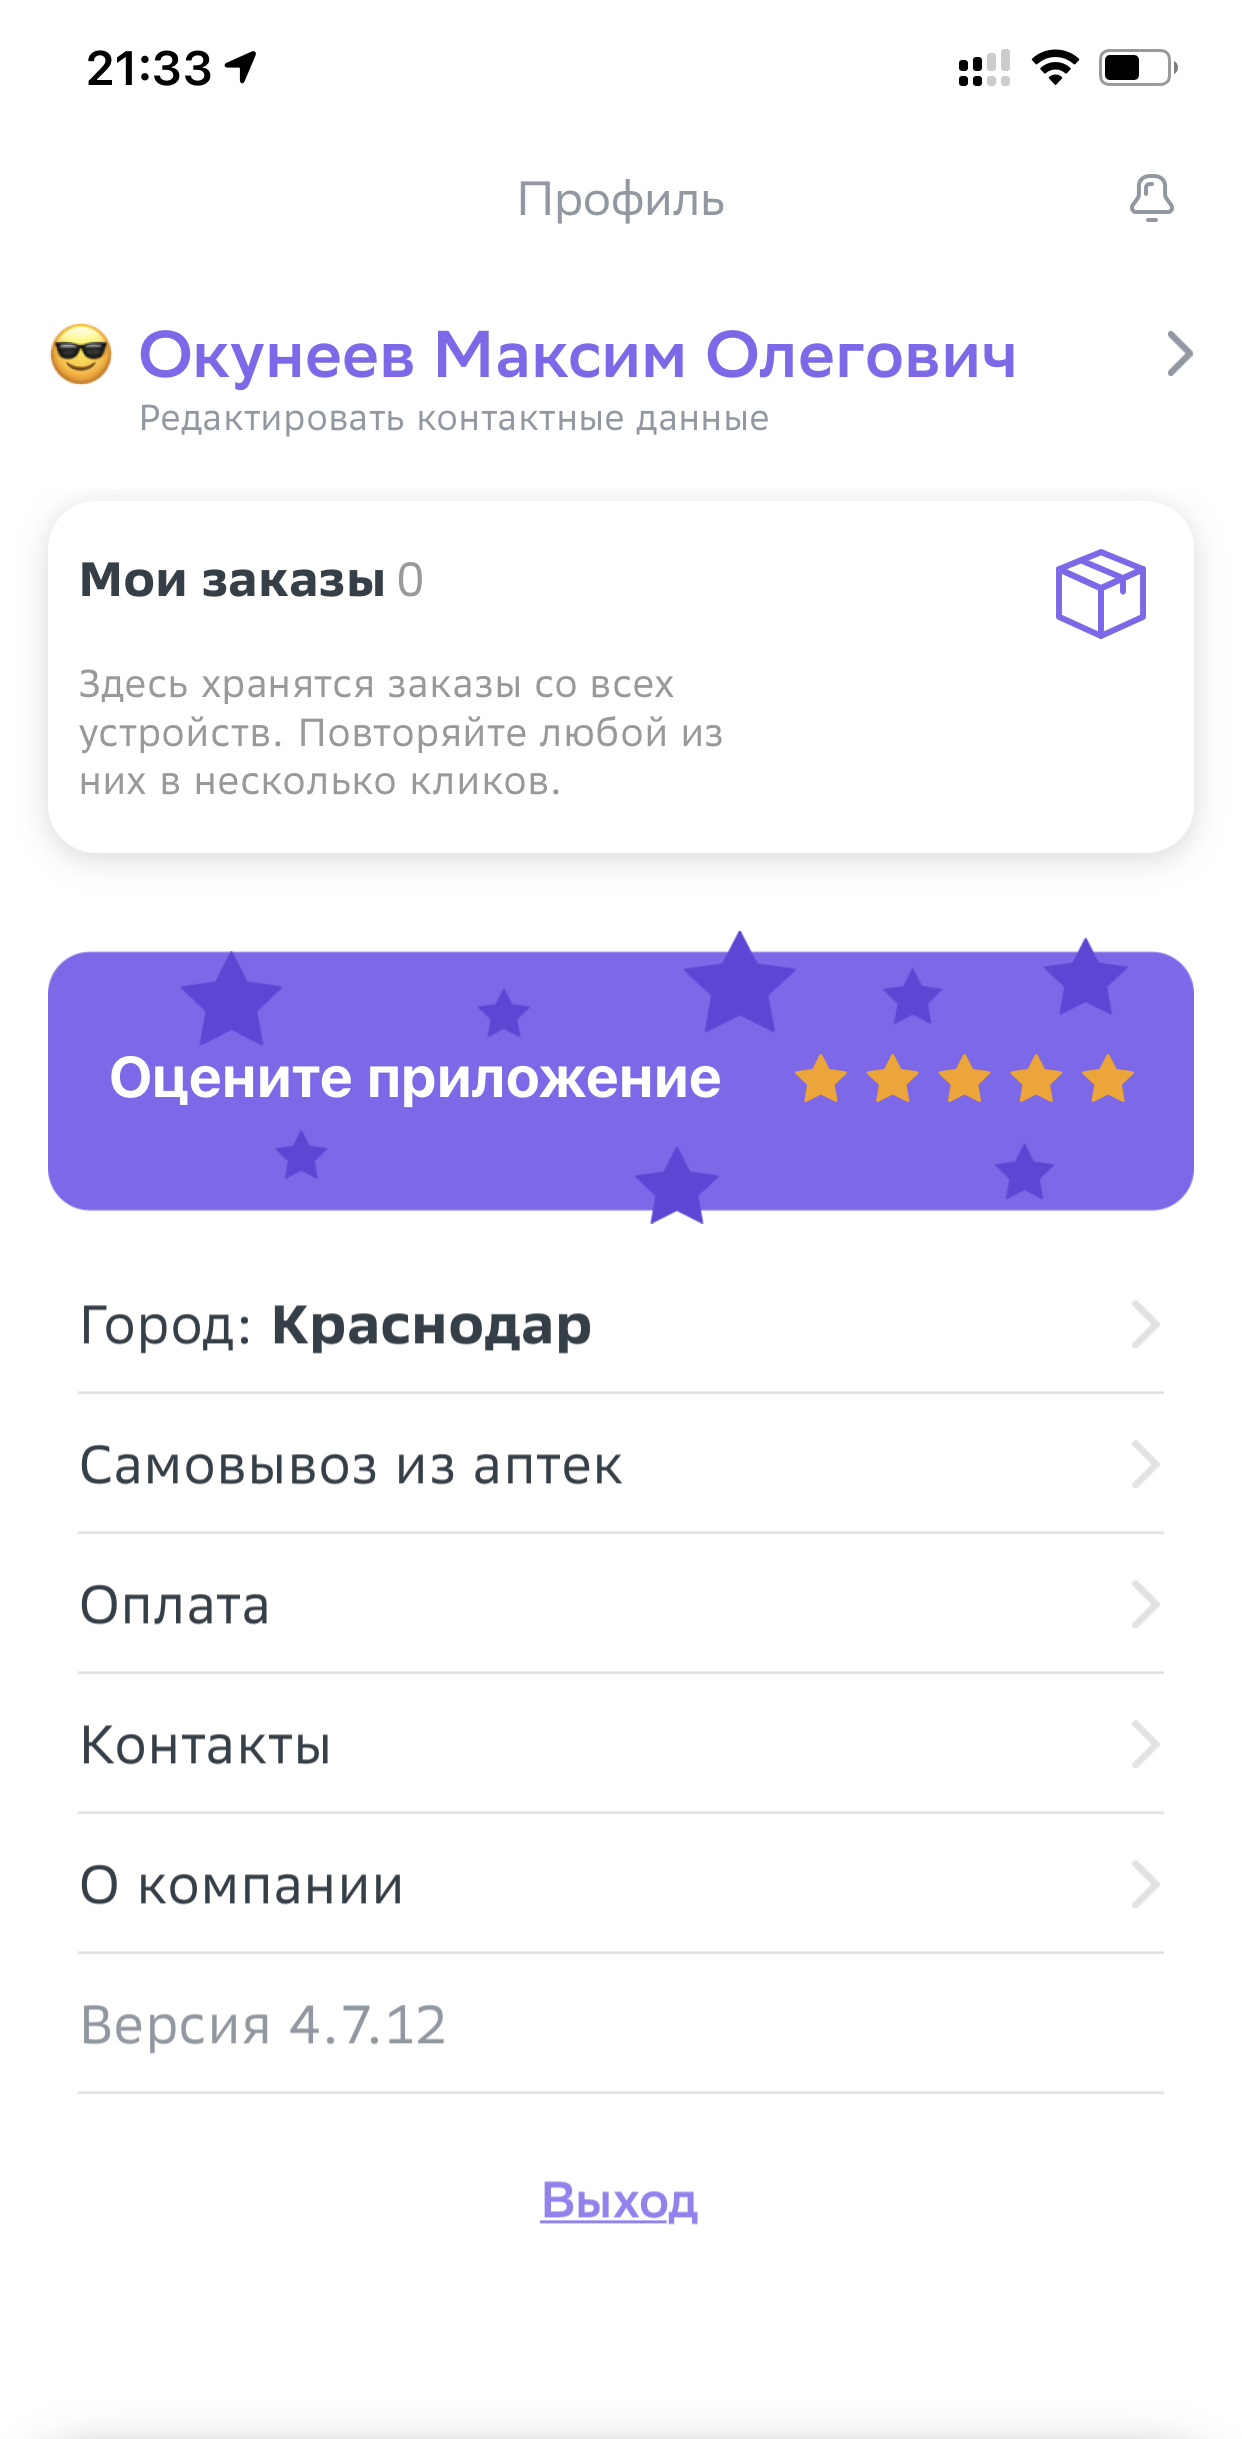 21:33
Профиль
Окунеев Максим Олегович
Редактировать контактные данные
Мои заказы 0
Здесь хранятся заказы со всех
устройств. Повторяйте любой из
них в несколько кликов.
Оцените приложение
Город: Краснодар
Самовывоз из аптек
Оплата
Контакты
О компании
Версия 4.7.12
Выход